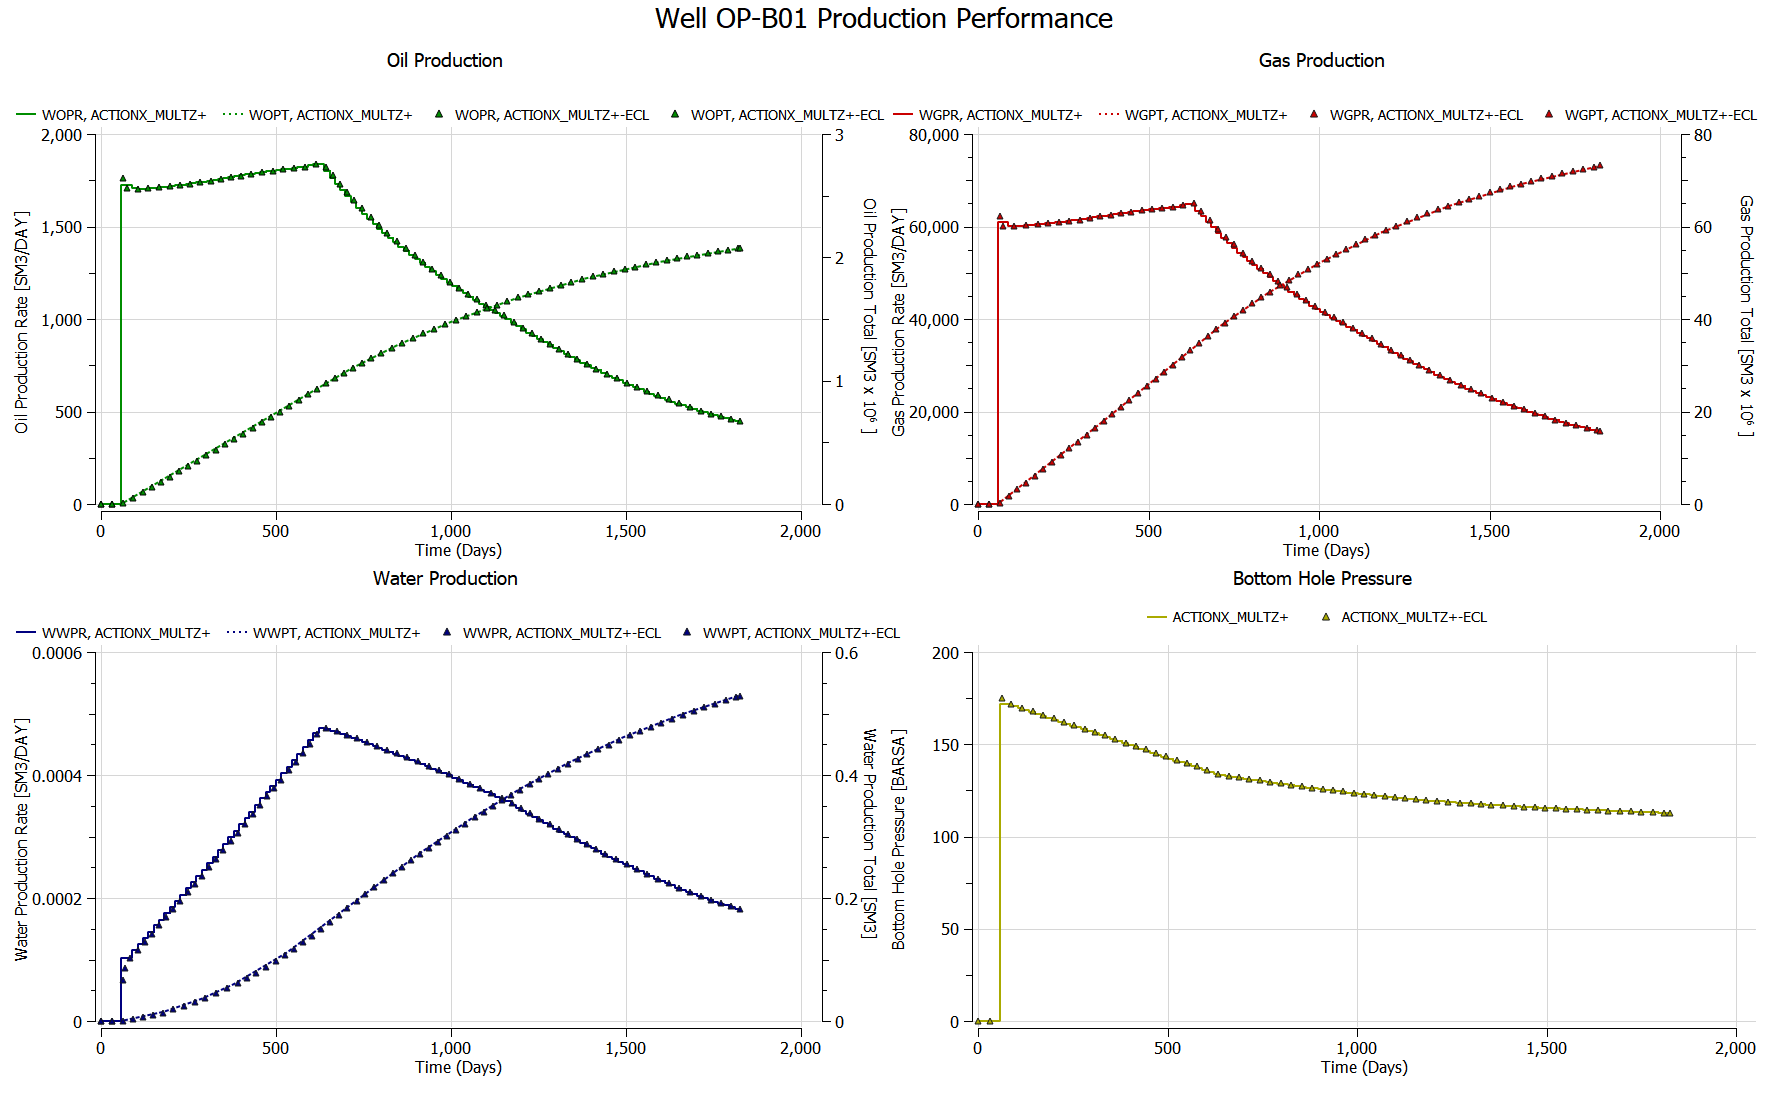 Well OP-B01 Production Performance
Oil Production
WOPR, ACTIONX_MULTZ+ WOPT, ACTIONX_MULTZ+ WOPR, ACTIONX_MULTZ+-ECL WOPT, ACTIONX_MULTZ+-ECL
2,000
1,500
1,000
500
0
Oil Production Rate [SM3/DAY]
3
2
1
0
Oil Production Total [SM3 x 10⁶ ]
0 500 1,000 1,500 2,000
Time (Days)
Gas Production
WGPR, ACTIONX_MULTZ+ WGPT, ACTIONX_MULTZ+ WGPR, ACTIONX_MULTZ+-ECL WGPT, ACTIONX_MULTZ+-ECL
80,000
60,000
40,000
20,000
0
Gas Production Rate [SM3/DAY]
80
60
40
20
0
Gas Production Total [SM3 x 10⁶ ]
0 500 1,000 1,500 2,000
Time (Days)
Water Production
WWPR, ACTIONX_MULTZ+ WWPT, ACTIONX_MULTZ+ WWPR, ACTIONX_MULTZ+-ECL WWPT, ACTIONX_MULTZ+-ECL
0.0006
0.0004
0.0002
0
Water Production Rate [SM3/DAY]
0.6
0.4
0.2
0
Water Production Total [SM3]
0 500 1,000 1,500 2,000
Time (Days)
Bottom Hole Pressure
ACTIONX_MULTZ+ ACTIONX_MULTZ+-ECL
200
150
100
50
0
Bottom Hole Pressure [BARSA]
0 500 1,000 1,500 2,000
Time (Days)